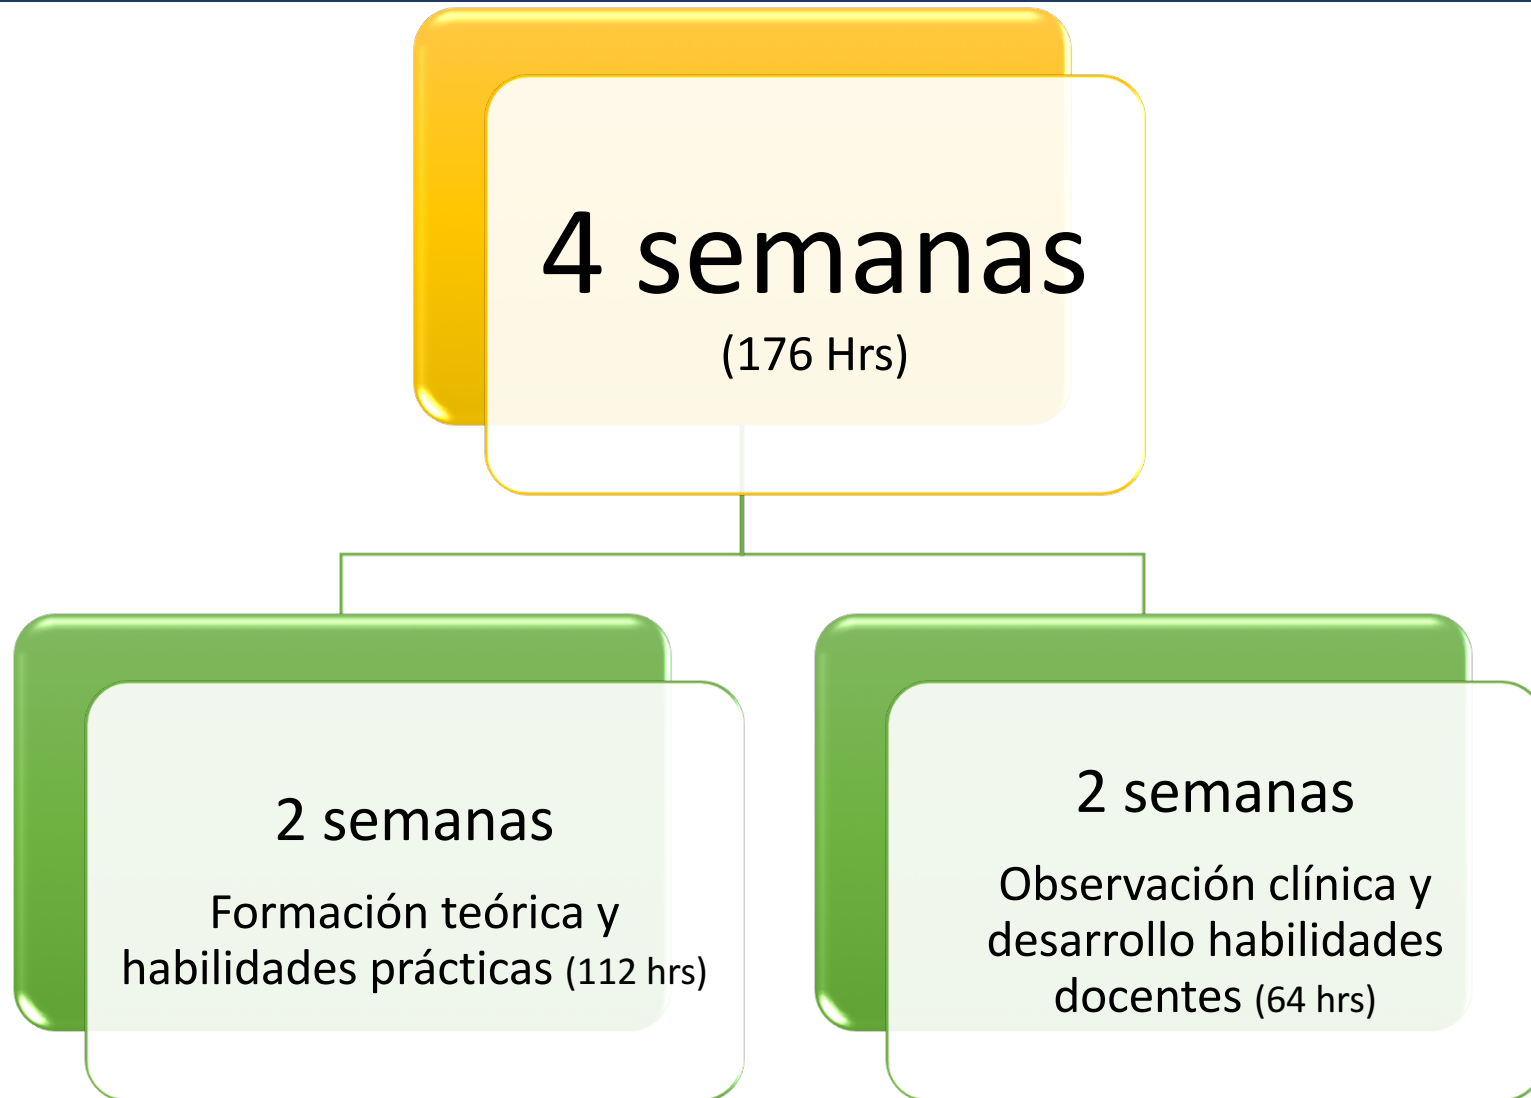 4 semanas
(176 Hrs)
2 semanas
Formación teórica y
habilidades prácticas (112 hrs)
2 semanas
Observación clínica y
desarrollo habilidades
docentes (64 hrs)